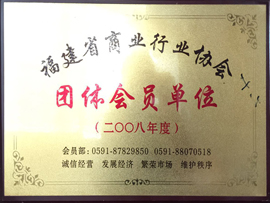 福建省商业行业协会
团体会员单位
（二〇〇八年度）
会员部：0591-87829850 0591-88070518
诚信经营 发展经济 繁荣市场 维护秩序